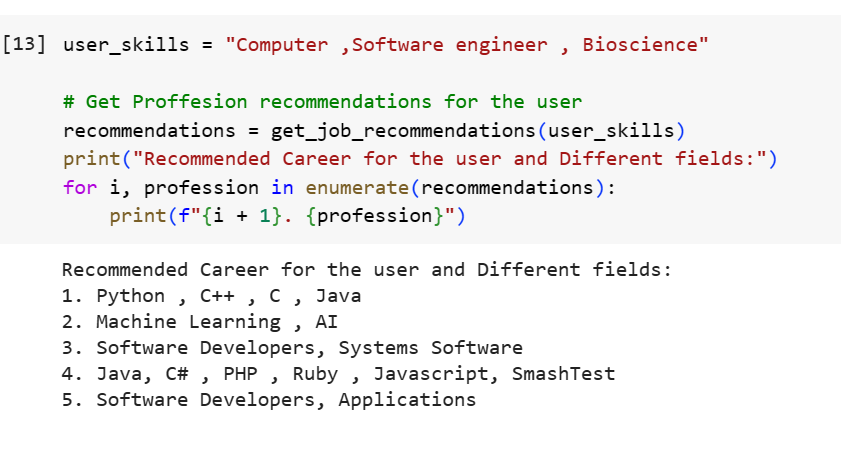 [13] user_skills = "Computer ,Software engineer , Bioscience"
# Get Proffesion recommendations for the user
recommendations = get_job_recommendations(user_skills)
print("Recommended Career for the user and Different fields:")
for i, profession in enumerate(recommendations):
    print(f"{i + 1}. {profession}")
Recommended Career for the user and Different fields:
1. Python , C++ , C , Java
2. Machine Learning , AI
3. Software Developers, Systems Software
4. Java, C# , PHP , Ruby , Javascript, SmashTest
5. Software Developers, Applications